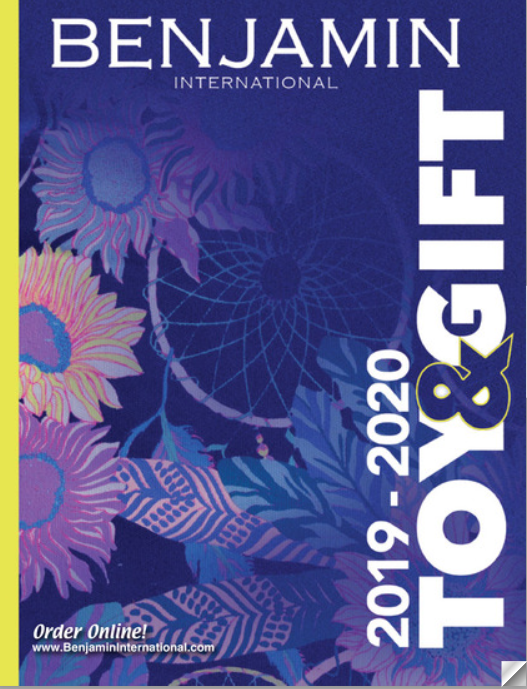 BENJAMIN
INTERNATIONAL
TOY&GIFT
2019 - 2020
Order Online!
www.BenjaminInternational.com